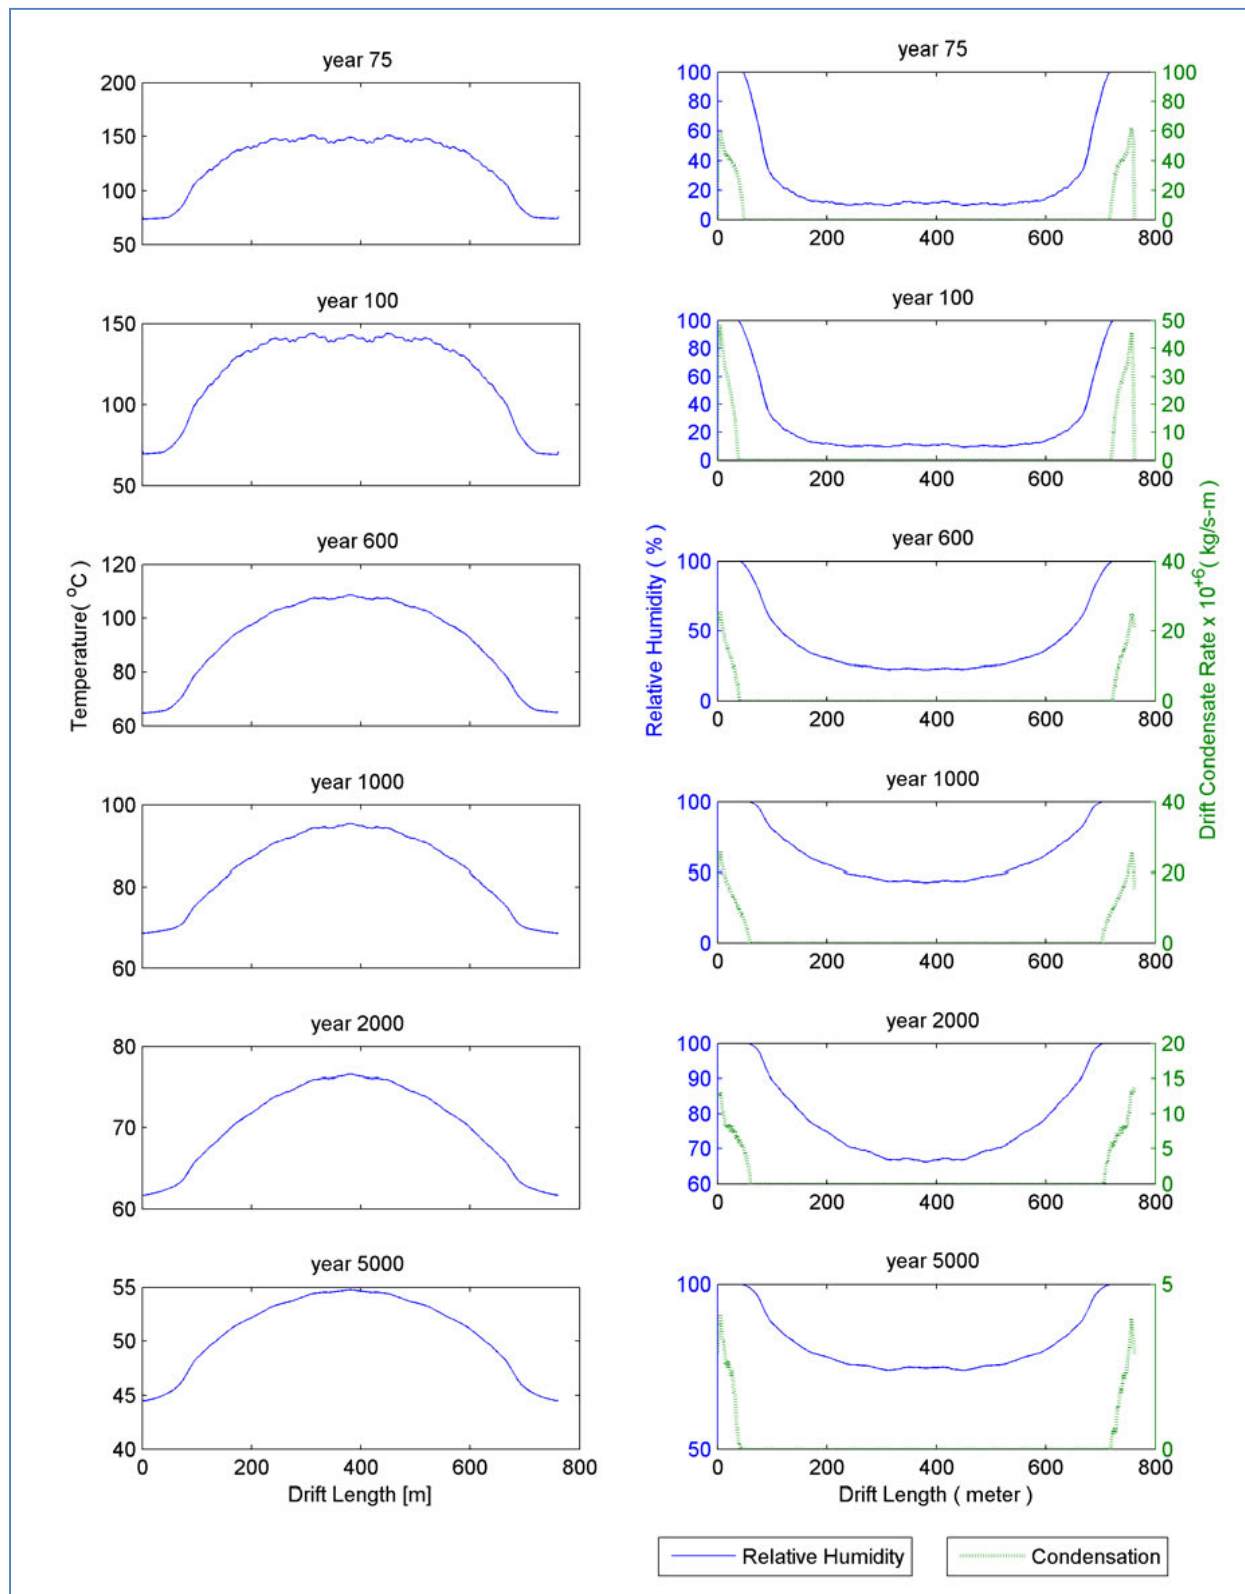 year 75
200
150
100
50
year 75
100
80
60
40
20
0
0 200 400 600 800
100
80
60
40
20
0
year 100
150
100
50
year 100
100
80
60
40
20
0
0 200 400 600 800
50
40
30
20
10
0
year 600
120
100
80
60
year 600
100
50
0
0 200 400 600 800
40
20
0
Temperature( °C )
Relative Humidity ( % )
Drift Condensate Rate x 10+6( kg/s-m )
year 1000
100
80
60
year 1000
100
50
0
0 200 400 600 800
40
20
0
year 2000
80
70
60
year 2000
100
90
80
70
60
0 200 400 600 800
20
15
10
5
0
year 5000
55
50
45
40
0 200 400 600 800
Drift Length [m]
year 5000
100
50
0 200 400 600 800
5
0
Drift Length ( meter )
Relative Humidity
Condensation